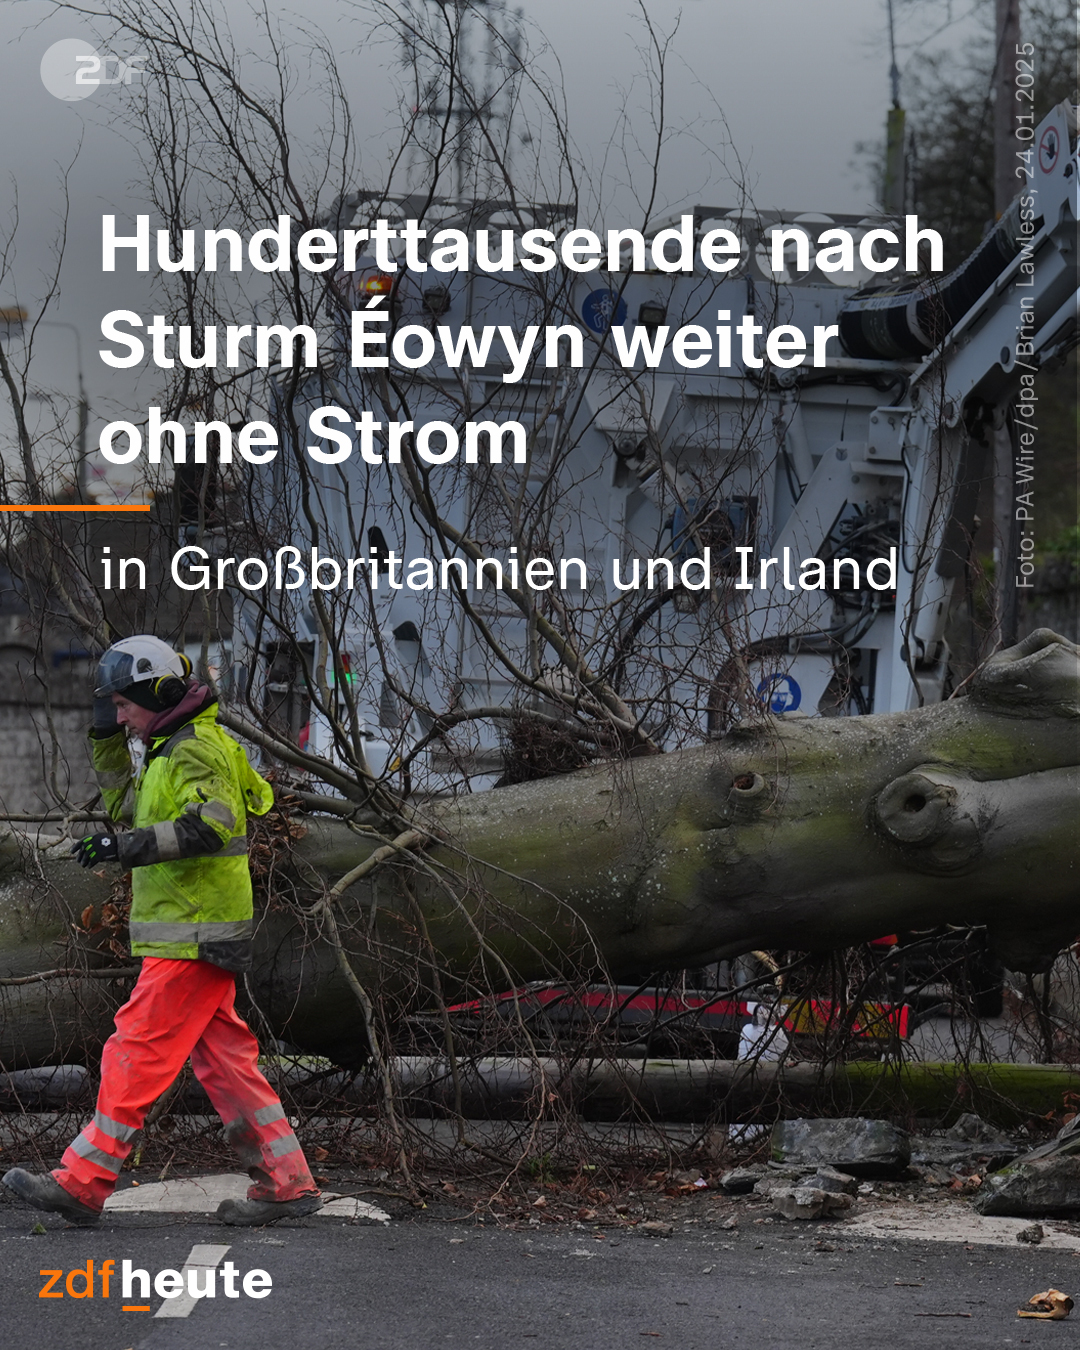 ZDF
Hunderttausende nach
Sturm Éowyn weiter
ohne Strom
in Großbritannien und Irland
Foto: PA Wire/dpa/Brian Lawless, 24.01.2025
zdfheute